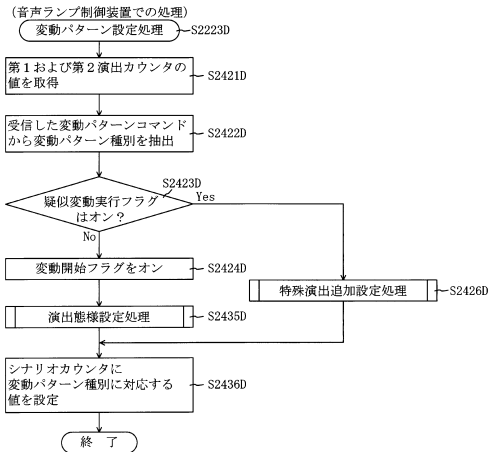 (音声ランプ制御装置での処理)
変動パターン設定処理
S2223D
第１および第２演出カウンタの
値を取得
S2421D
受信した変動パターンコマンド
から変動パターン種別を抽出
S2422D
S2423D
疑似変動実行フラグ
はオン？
Yes
No
変動開始フラグをオン
S2424D
特殊演出追加設定処理
S2426D
演出態様設定処理
S2435D
シナリオカウンタに
変動パターン種別に対応する
値を設定
S2436D
終　了